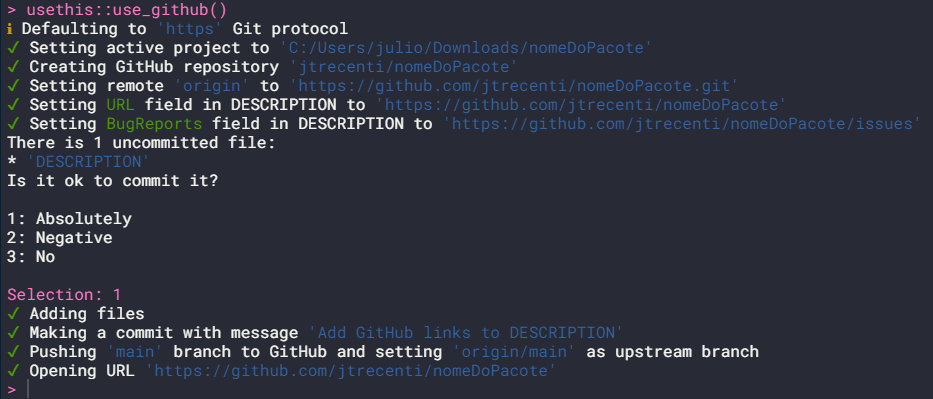 > usethis::use_github()
ℹ Defaulting to 'https' Git protocol
✓ Setting active project to 'C:/Users/julio/Downloads/nomeDoPacote'
✓ Creating GitHub repository 'jtrecenti/nomeDoPacote'
✓ Setting remote 'origin' to 'https://github.com/jtrecenti/nomeDoPacote.git'
✓ Setting URL field in DESCRIPTION to 'https://github.com/jtrecenti/nomeDoPacote'
✓ Setting BugReports field in DESCRIPTION to 'https://github.com/jtrecenti/nomeDoPacote/issues'
There is 1 uncommitted file:
* 'DESCRIPTION'
Is it ok to commit it?

1: Absolutely
2: Negative
3: No

Selection: 1
✓ Adding files
✓ Making a commit with message 'Add GitHub links to DESCRIPTION'
✓ Pushing 'main' branch to GitHub and setting 'origin/main' as upstream branch
✓ Opening URL 'https://github.com/jtrecenti/nomeDoPacote'
>